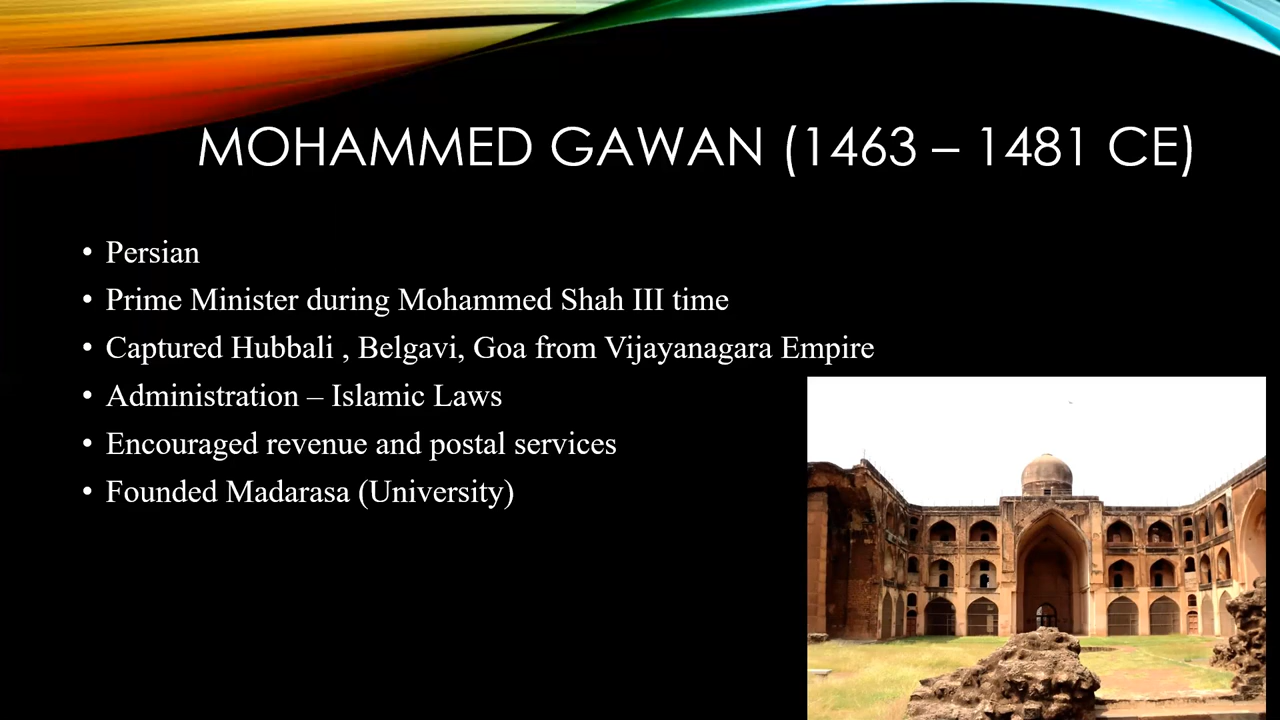 MOHAMMED GAWAN (1463 – 1481 CE)
• Persian
• Prime Minister during Mohammed Shah III time
• Captured Hubbali , Belgavi, Goa from Vijayanagara Empire
• Administration – Islamic Laws
• Encouraged revenue and postal services
• Founded Madarasa (University)